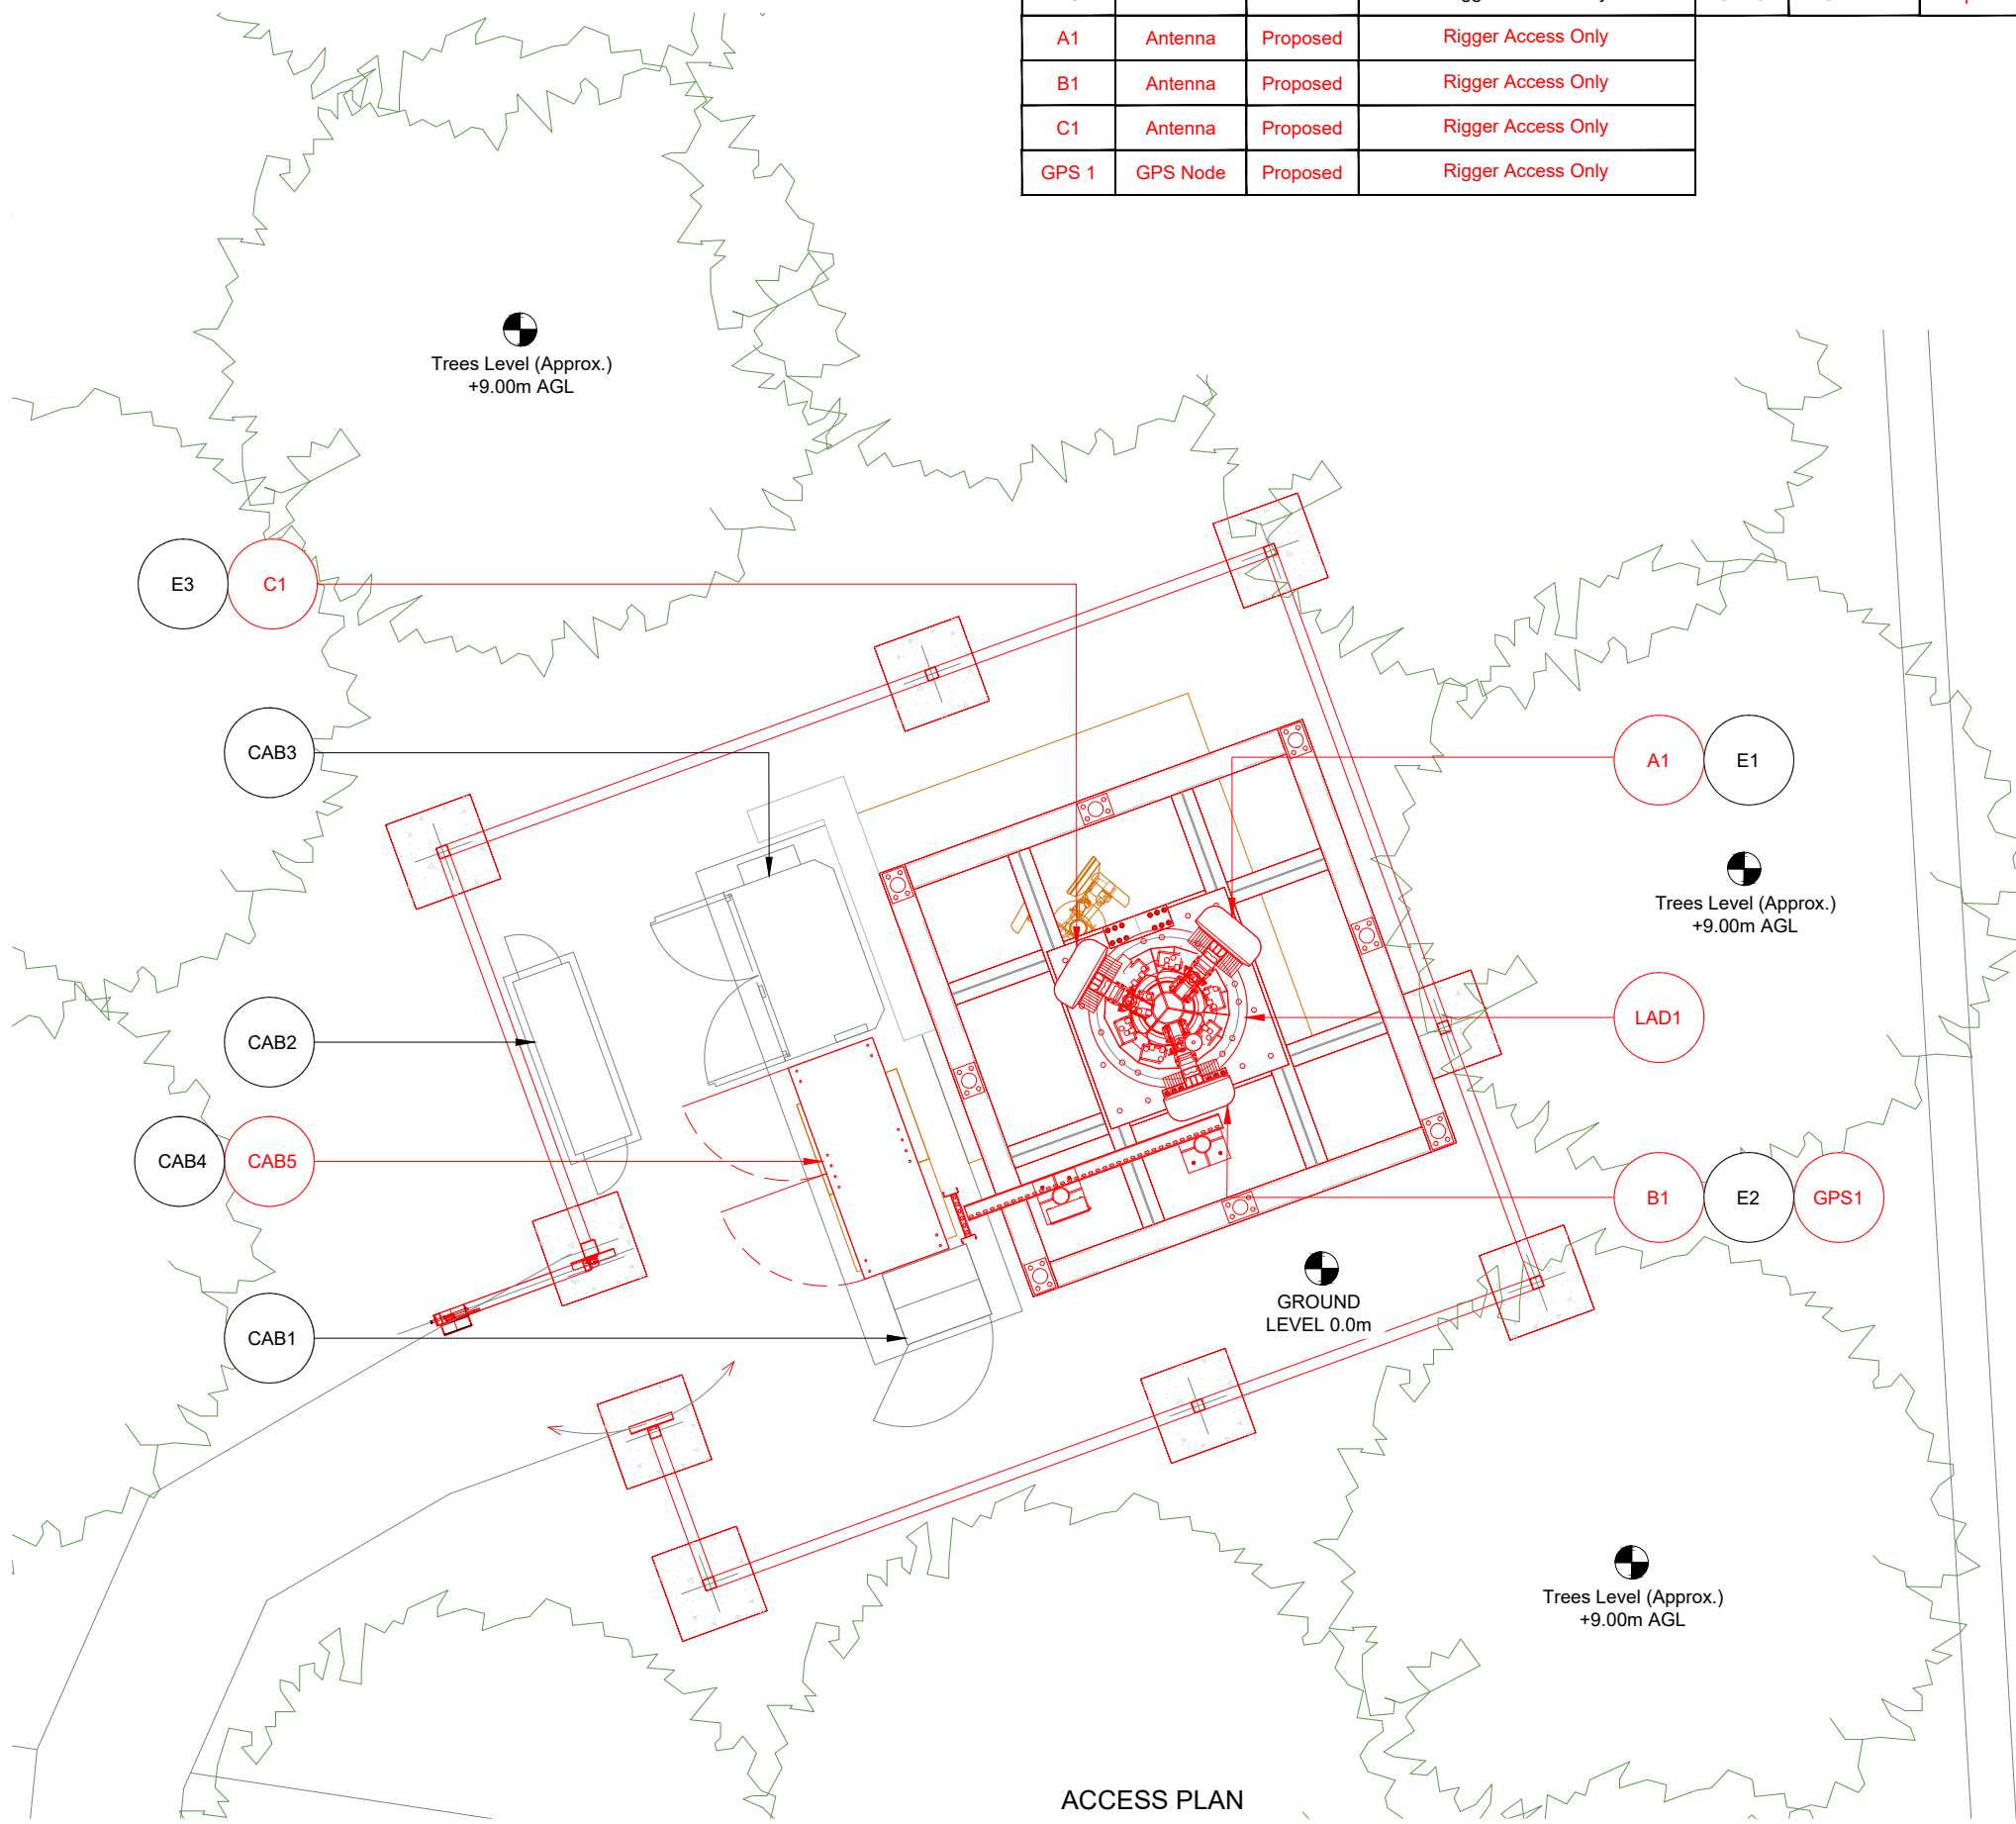 A1 Antenna Proposed Rigger Access Only
B1 Antenna Proposed Rigger Access Only
C1 Antenna Proposed Rigger Access Only
GPS 1 GPS Node Proposed Rigger Access Only
Trees Level (Approx.)
+9.00m AGL
E3 C1
CAB3
A1 E1
Trees Level (Approx.)
+9.00m AGL
LAD1
CAB2
CAB4 CAB5
B1 E2 GPS1
GROUND
LEVEL 0.0m
CAB1
Trees Level (Approx.)
+9.00m AGL
ACCESS PLAN